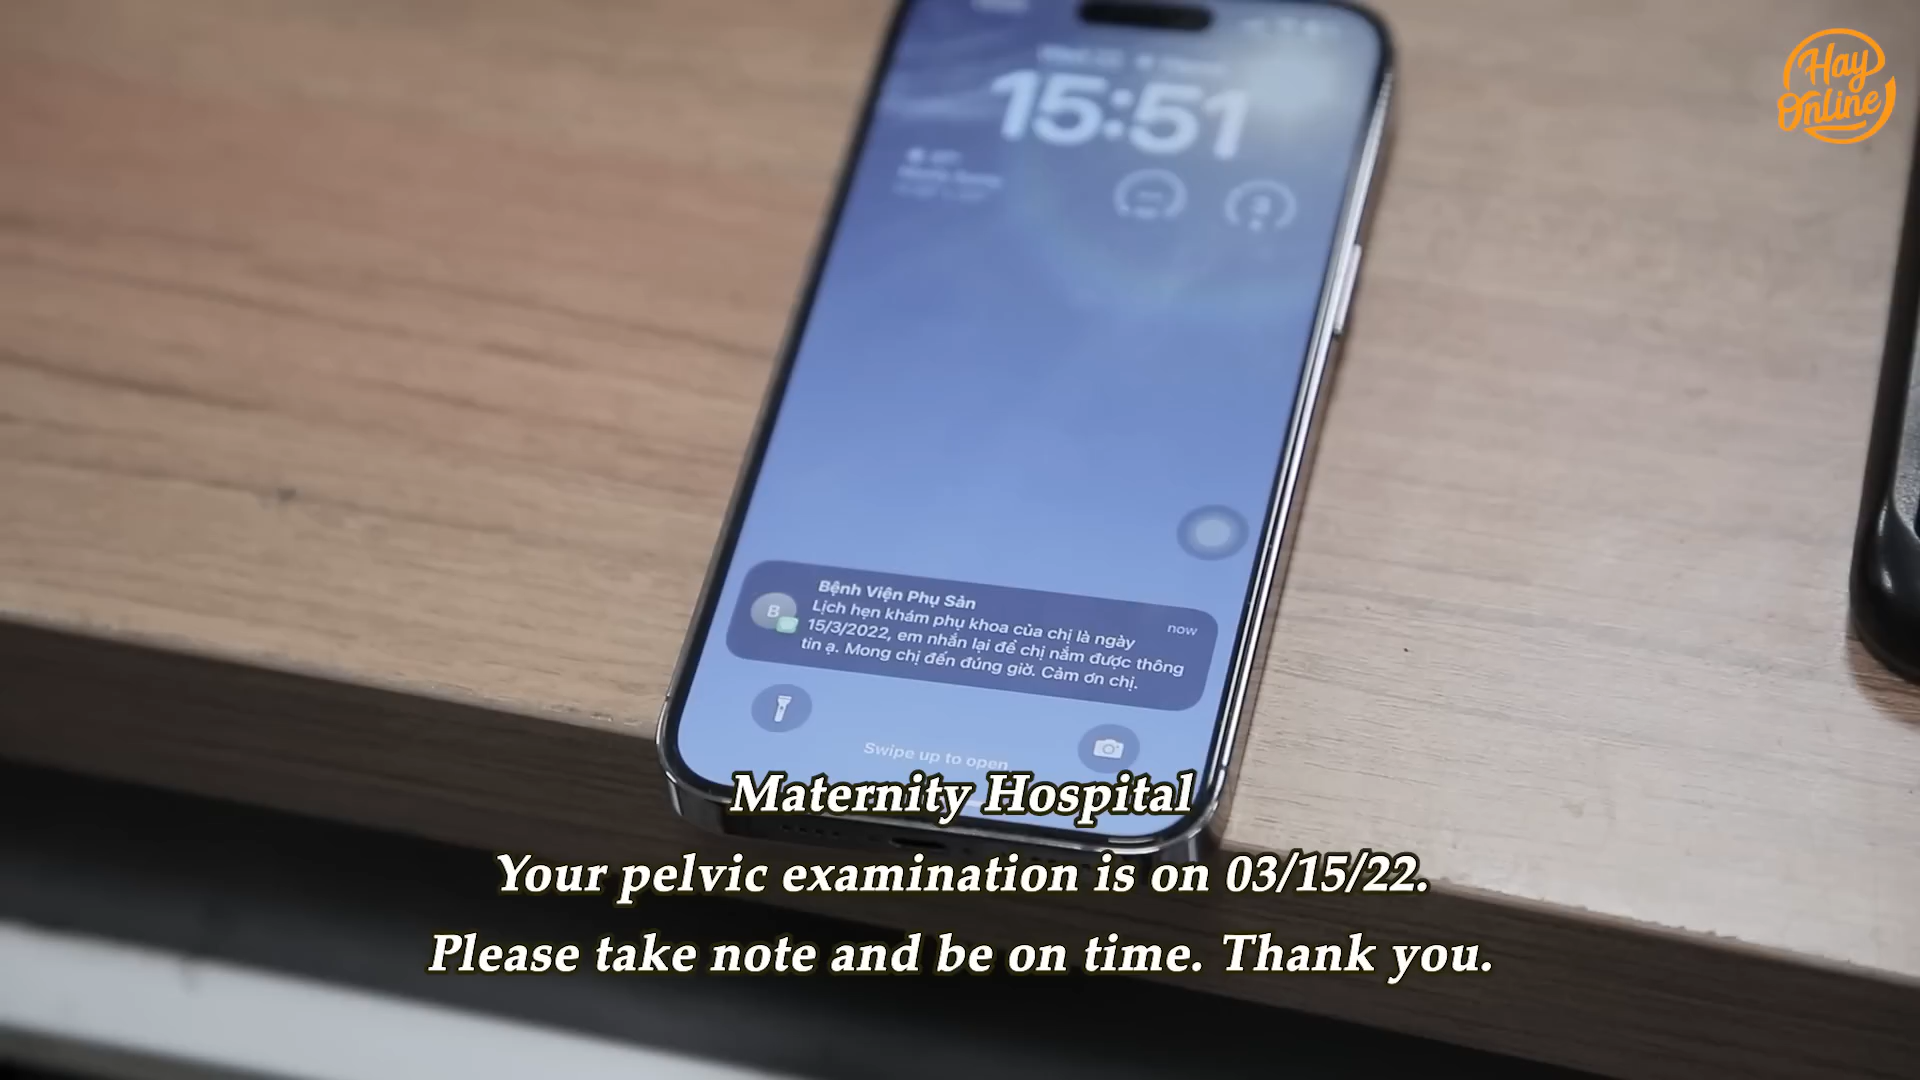 Hay
Online
15:51
Bệnh Viện Phụ Sản
now
Lịch hẹn khám phụ khoa của chị là ngày
15/3/2022, em nhắn lại để chị nắm được thông
tin ạ. Mong chị đến đúng giờ. Cảm ơn chị.
B
Swipe up to open
Maternity Hospital
Your pelvic examination is on 03/15/22.
Please take note and be on time. Thank you.